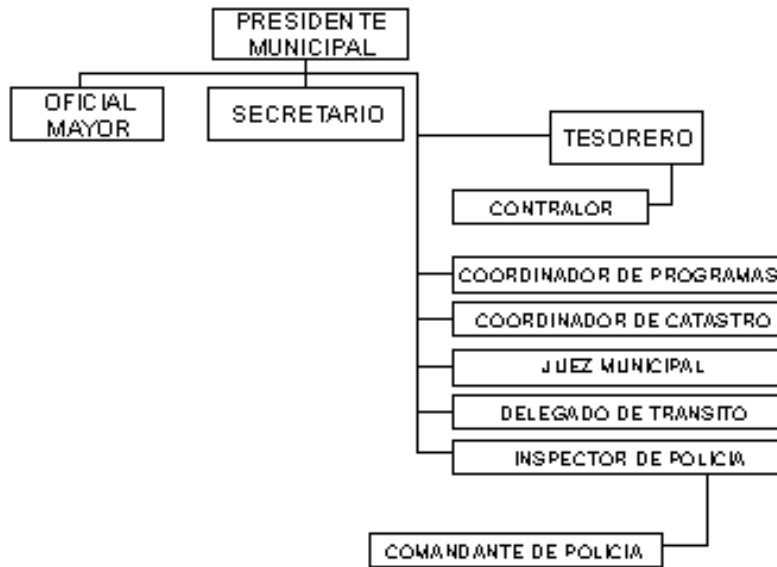 PRESIDENTE
MUNICIPAL
OFICIAL
MAYOR
SECRETARIO
TESORERO
CONTRALOR
COORDINADOR DE PROGRAMAS
COORDINADOR DE CATASTRO
JUEZ MUNICIPAL
DELEGADO DE TRANSITO
INSPECTOR DE POLICIA
COMANDANTE DE POLICIA